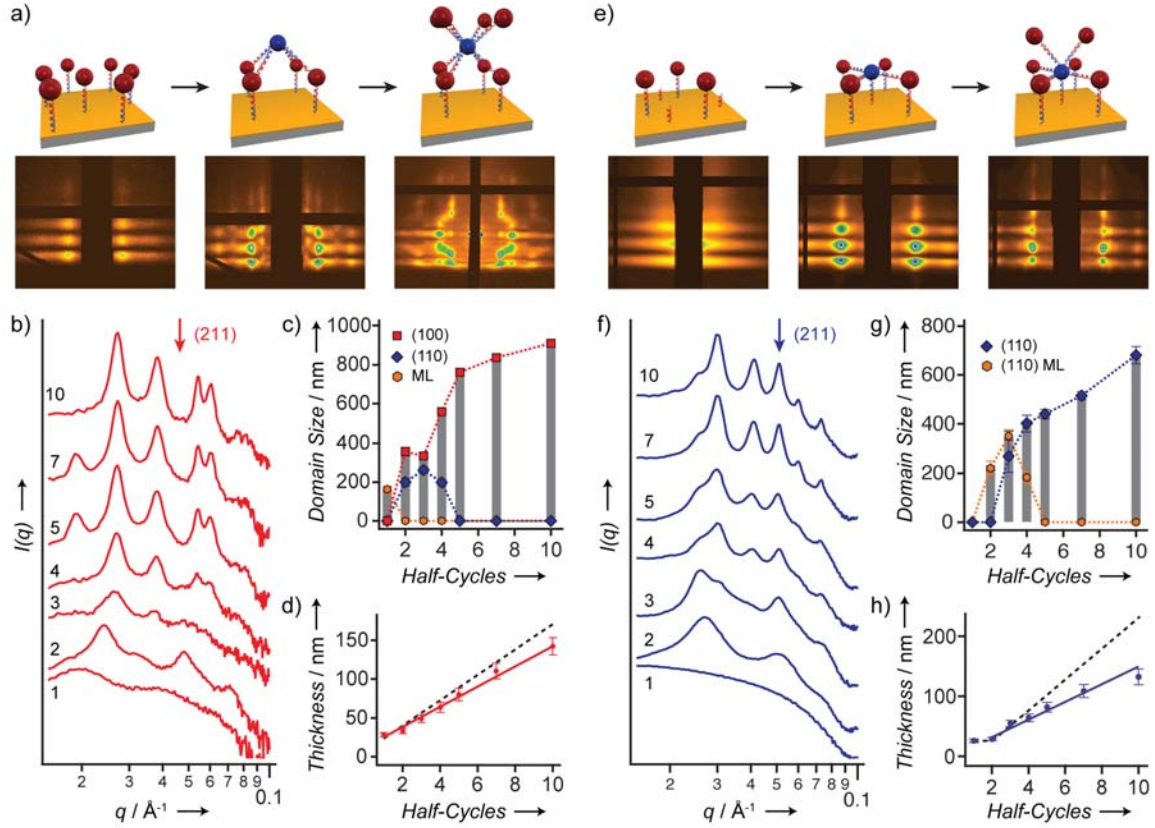 a)
e)
b)
(211)
10
7
5
4
3
2
1
I(q)
2 3 4 5 6 7 8 9
0.1
q / Å-1
c)
Domain Size / nm
1000
800
600
400
200
0
(100)
(110)
ML
2 4 6 8 10
Half-Cycles
d)
Thickness / nm
150
100
50
0
2 4 6 8 10
Half-Cycles
f)
(211)
10
7
5
4
3
2
1
I(q)
2 3 4 5 6 7 8 9
0.1
q / Å-1
g)
Domain Size / nm
800
600
400
200
0
(110)
(110) ML
2 4 6 8 10
Half-Cycles
h)
Thickness / nm
200
100
0
0 2 4 6 8 10
Half-Cycles